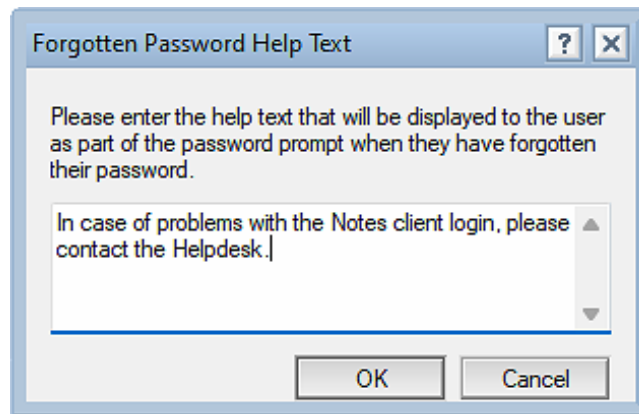 Forgotten Password Help Text
Please enter the help text that will be displayed to the user
as part of the password prompt when they have forgotten
their password.
In case of problems with the Notes client login, please
contact the Helpdesk.
OK Cancel